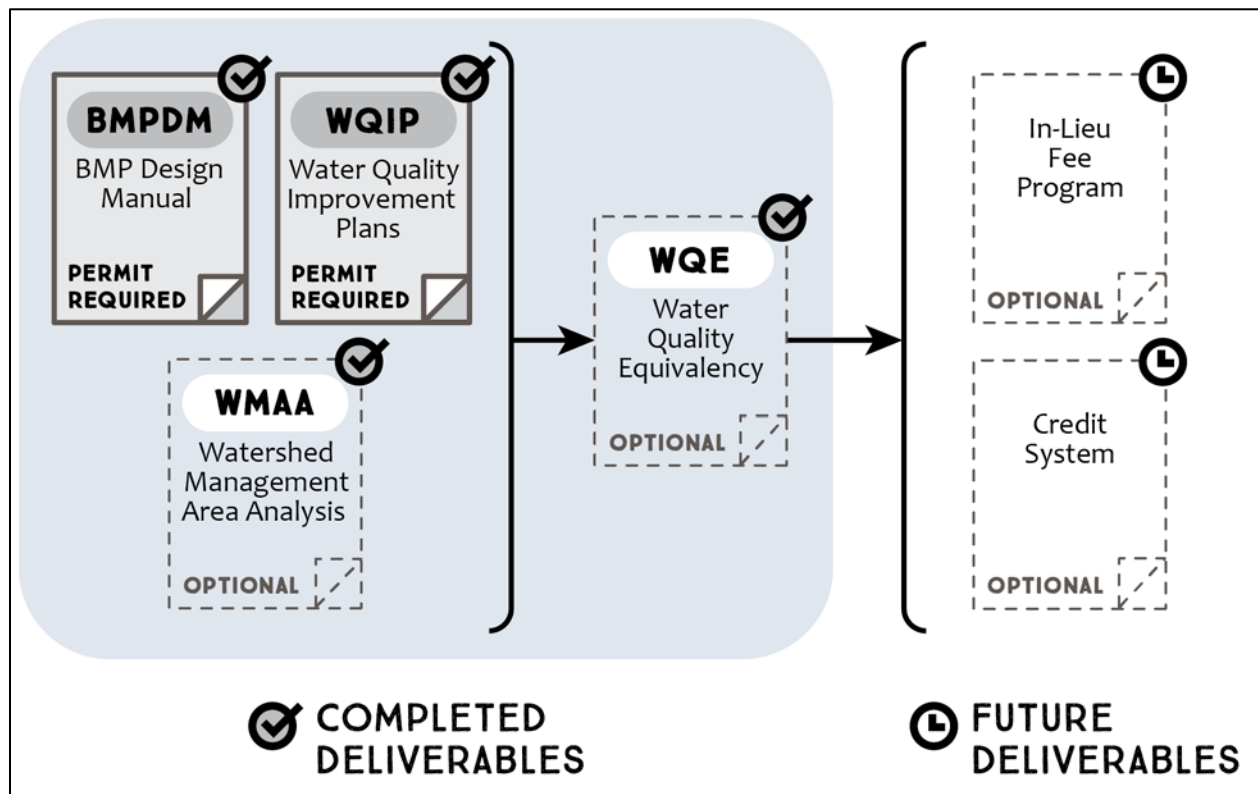 BMPDM
BMP Design
Manual
PERMIT
REQUIRED
WQIP
Water Quality
Improvement
Plans
PERMIT
REQUIRED
WMAA
Watershed
Management
Area Analysis
OPTIONAL
WQE
Water
Quality
Equivalency
OPTIONAL
In-Lieu
Fee
Program
OPTIONAL
Credit
System
OPTIONAL
COMPLETED
DELIVERABLES
FUTURE
DELIVERABLES